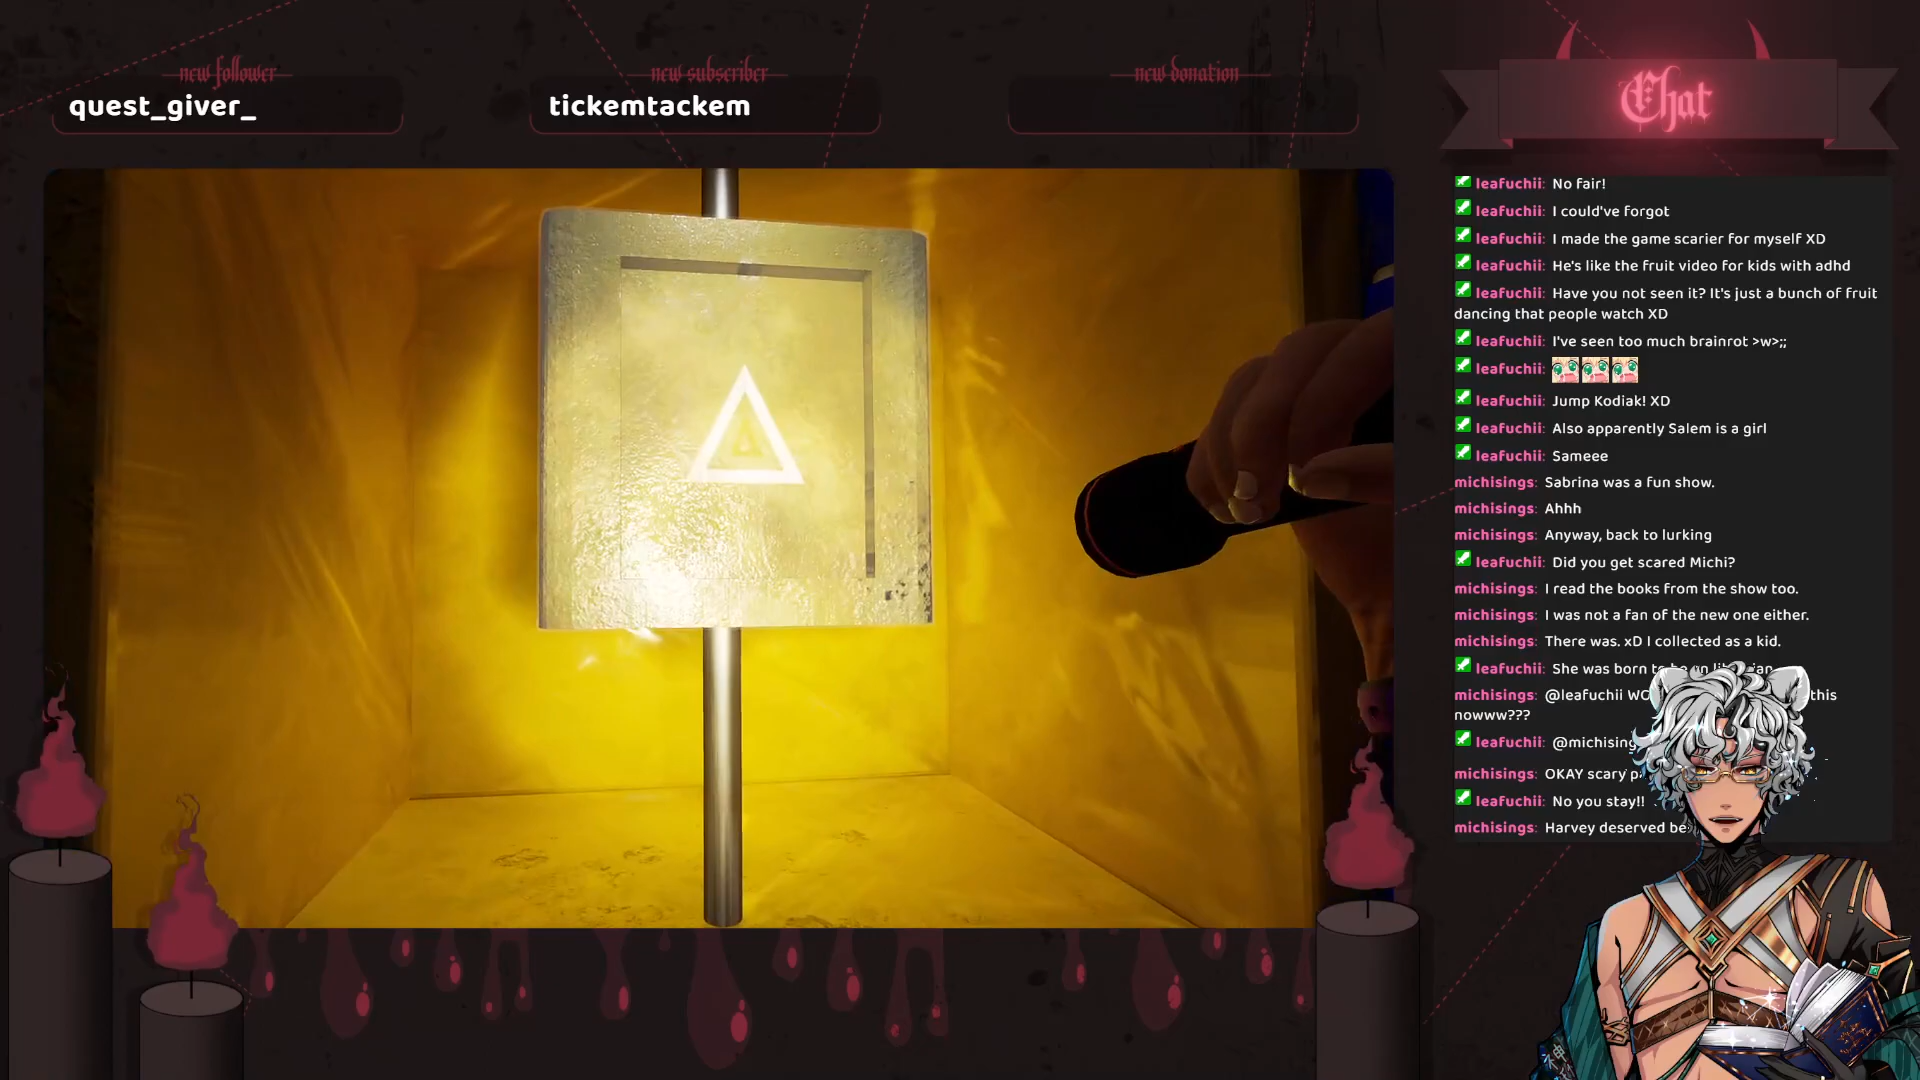 new follower
quest_giver_
new subscriber
tickemtackem
new donation
Chat
leafuchii: No fair!
leafuchii: I could've forgot
leafuchii: I made the game scarier for myself XD
leafuchii: He's like the fruit video for kids with adhd
leafuchii: Have you not seen it? It's just a bunch of fruit
dancing that people watch XD
leafuchii: I've seen too much brainrot >w>;;
leafuchii:
leafuchii: Jump Kodiak! XD
leafuchii: Also apparently Salem is a girl
leafuchii: Sameee
michisings: Sabrina was a fun show.
michisings: Ahhh
michisings: Anyway, back to lurking
leafuchii: Did you get scared Michi?
michisings: I read the books from the show too.
michisings: I was not a fan of the new one either.
michisings: There was. xD I collected as a kid.
leafuchii: She was born
michisings: @leafuchii this
nowww???
leafuchii:
michisings: OKAY scary
leafuchii: No you stay!!
michisings: Harvey deserved